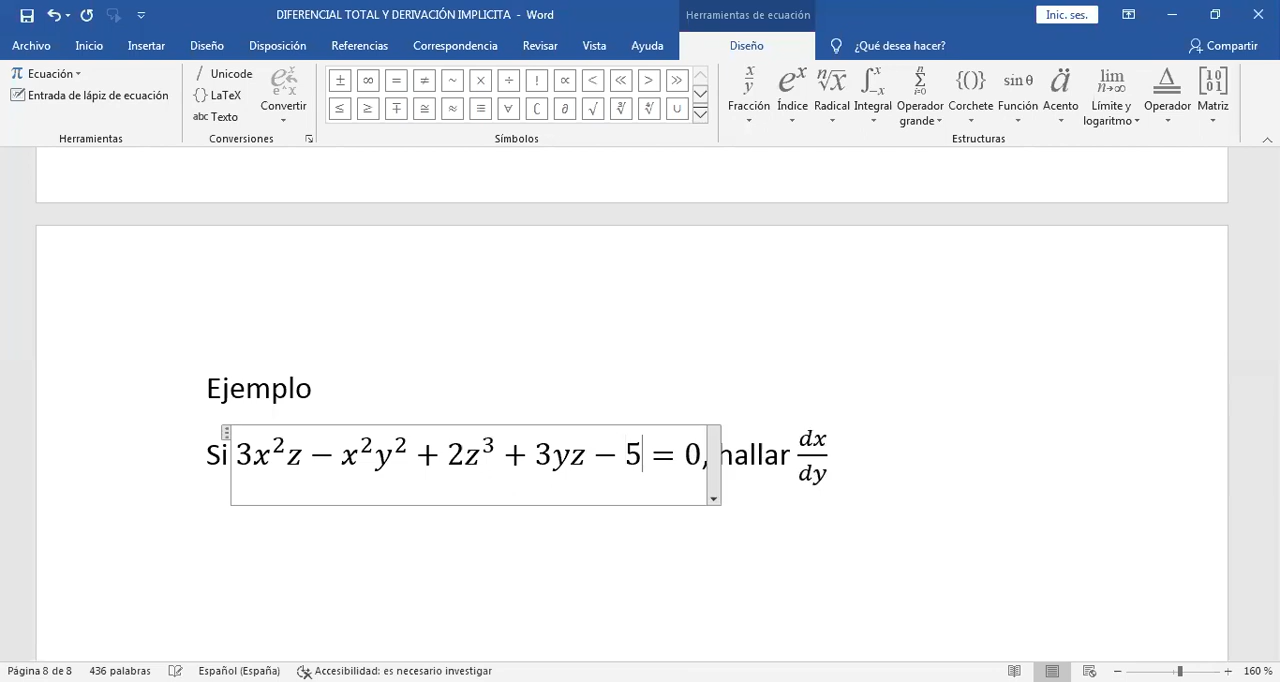 DIFERENCIAL TOTAL Y DERIVACIÓN IMPLICITA - Word
Herramientas de ecuación
Inic. ses.
Archivo Inicio Insertar Diseño Disposición Referencias Correspondencia Revisar Vista Ayuda Diseño ¿Qué desea hacer? Compartir
π Ecuación
Entrada de lápiz de ecuación
Herramientas
/ Unicode
{} LaTeX
abc Texto
Convertir
Conversiones
± ∞ = ≠ ~ × ÷ ! ∝ < ≪ > ≫
≤ ≥ ∓ ≅ ≈ ≡ ∀ ∁ ∂ √ ∛ ∜ ∪
Símbolos
Fracción Índice Radical Integral Operador grande Corchete Función Acento Límite y logaritmo Operador Matriz
Estructuras
Ejemplo
Si 3x²z − x²y² + 2z³ + 3yz − 5 = 0, hallar dx/dy
Página 8 de 8 436 palabras Español (España) Accesibilidad: es necesario investigar 160 %